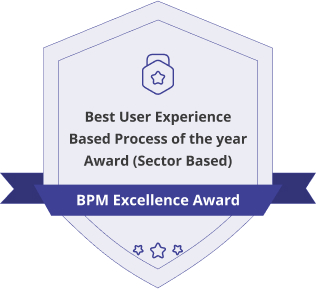 Best User Experience
Based Process of the year
Award (Sector Based)
BPM Excellence Award